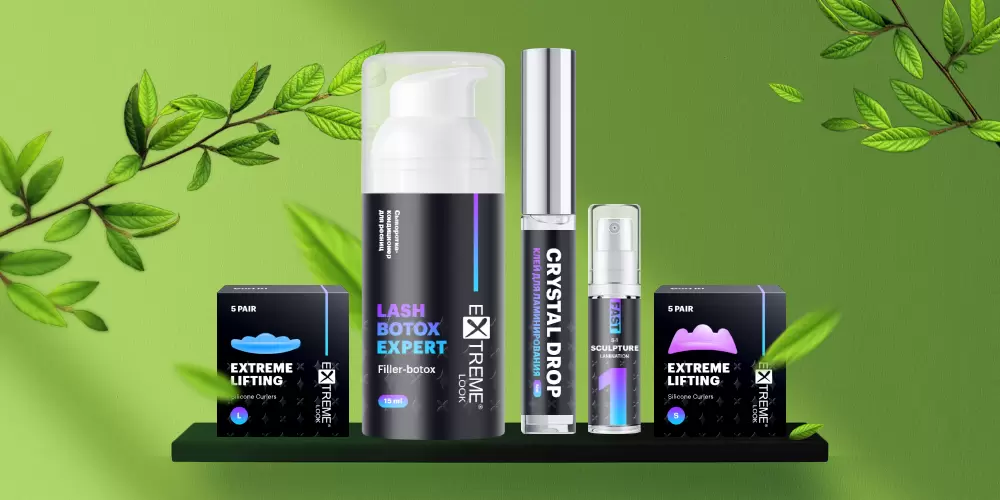 5 PAIR
EXTREME
LIFTING
Silicone Curlers
L
EXTREME®
LOOK
Сыворотка-
кондиционер
для ресниц
LASH
BOTOX
EXPERT
Filler-botox
15 ml
EXTREME®
LOOK
CRYSTAL DROP
КЛЕЙ ДЛЯ ЛАМИНИРОВАНИЯ
FAST
SCULPTURE
LAMINATION
1
5 PAIR
EXTREME
LIFTING
Silicone Curlers
S
EXTREME®
LOOK